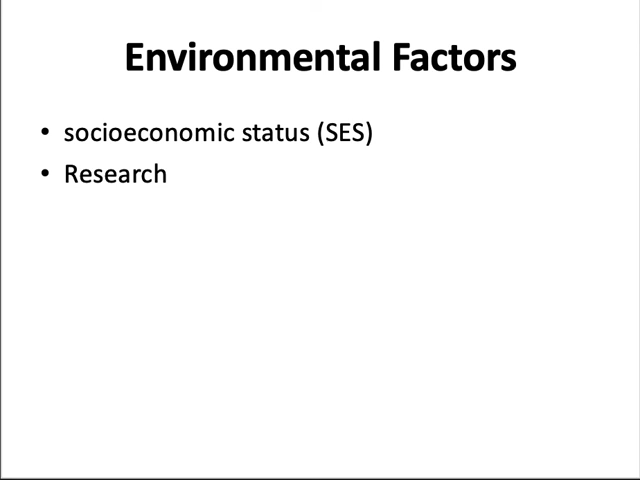 Environmental Factors
• socioeconomic status (SES)
• Research